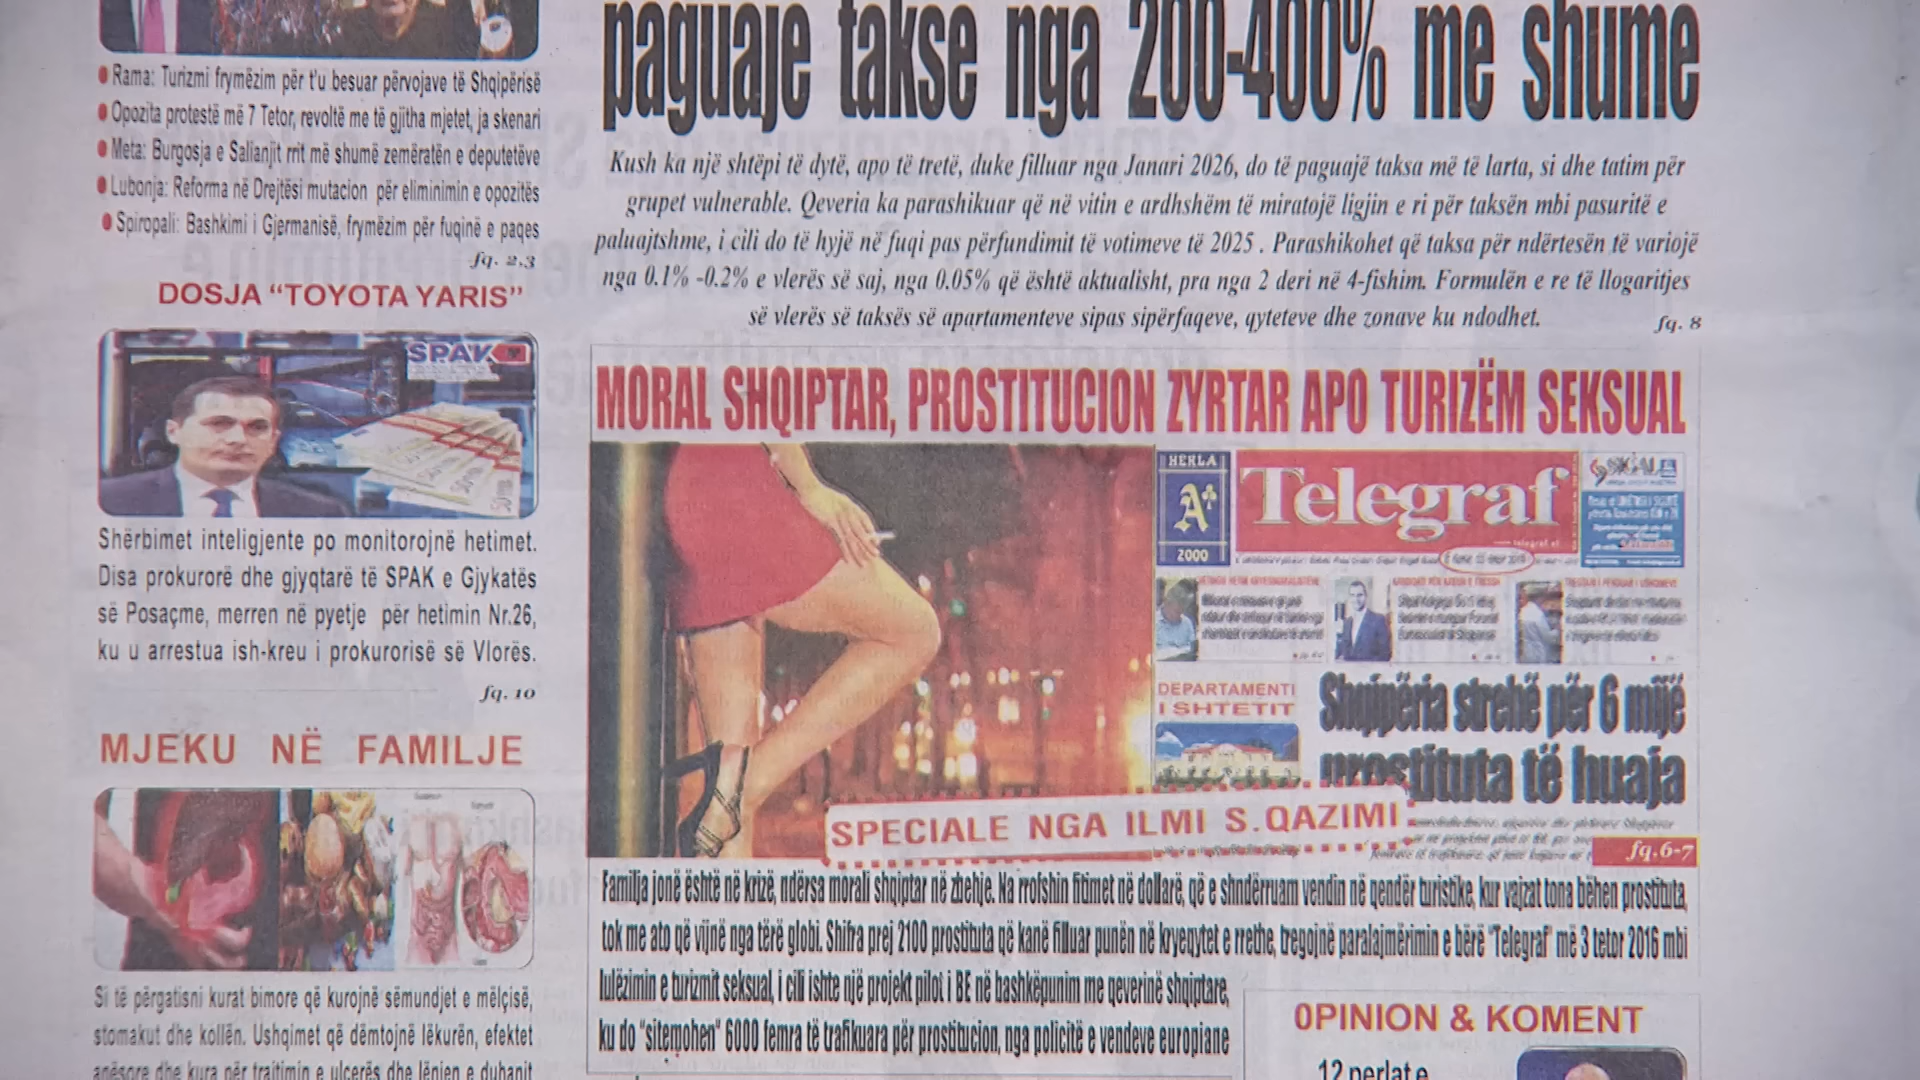 paguaje takse nga 200-400% me shume
Rama: Turizmi frymëzim për t'u besuar përvojave të Shqipërisë
Opozita protestë më 7 Tetor, revoltë me të gjitha mjetet, ja skenari
Meta: Burgosja e Salianjit rrit më shumë zemëratën e deputetëve
Lubonja: Reforma në Drejtësi mutacion për eliminimin e opozitës
Spiropali: Bashkimi i Gjermanisë, frymëzim për fuqinë e paqes
fq. 2,3
DOSJA “TOYOTA YARIS”
SPAK
Shërbimet inteligjente po monitorojnë hetimet.
Disa prokurorë dhe gjyqtarë të SPAK e Gjykatës
së Posaçme, merren në pyetje për hetimin Nr.26,
ku u arrestua ish-kreu i prokurorisë së Vlorës.
fq. 10
MJEKU NË FAMILJE
Si të përgatisni kurat bimore që kurojnë sëmundjet e mëlçisë,
stomakut dhe kollën. Ushqimet që dëmtojnë lëkurën, efektet
anësore dhe kura për trajtimin e ulcerës dhe lënien e duhanit
Kush ka një shtëpi të dytë, apo të tretë, duke filluar nga Janari 2026, do të paguajë taksa më të larta, si dhe tatim për
grupet vulnerable. Qeveria ka parashikuar që në vitin e ardhshëm të miratojë ligjin e ri për taksën mbi pasuritë e
paluajtshme, i cili do të hyjë në fuqi pas përfundimit të votimeve të 2025 . Parashikohet që taksa për ndërtesën të variojë
nga 0.1% -0.2% e vlerës së saj, nga 0.05% që është aktualisht, pra nga 2 deri në 4-fishim. Formulën e re të llogaritjes
së vlerës së taksës së apartamenteve sipas sipërfaqeve, qyteteve dhe zonave ku ndodhet.
fq. 8
MORAL SHQIPTAR, PROSTITUCION ZYRTAR APO TURIZËM SEKSUAL
HEKLA
A
2000
Telegraf
SIGAL
DEPARTAMENTI
I SHTETIT
Shqipëria strehë për 6 mijë
prostituta të huaja
SPECIALE NGA ILMI S.QAZIMI
fq.6-7
Familja jonë është në krizë, ndërsa morali shqiptar në zbehje. Na rrofshin fitimet në dollarë, që e shndërruam vendin në qendër turistike, kur vajzat tona bëhen prostituta,
tok me ato që vijnë nga tërë globi. Shifra prej 2100 prostituta që kanë filluar punën në kryeqytet e rrethe, tregojnë paralajmërimin e bërë "Telegraf" më 3 tetor 2016 mbi
lulëzimin e turizmit seksual, i cili ishte një projekt pilot i BE në bashkëpunim me qeverinë shqiptare,
ku do "sitemohen" 6000 femra të trafikuara për prostitucion, nga policitë e vendeve europiane
OPINION & KOMENT
12 perlat e